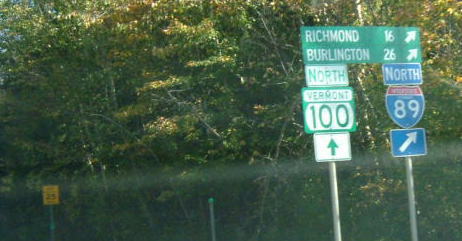 RICHMOND 16
BURLINGTON 26
NORTH
VERMONT
100
NORTH
INTERSTATE
89
25